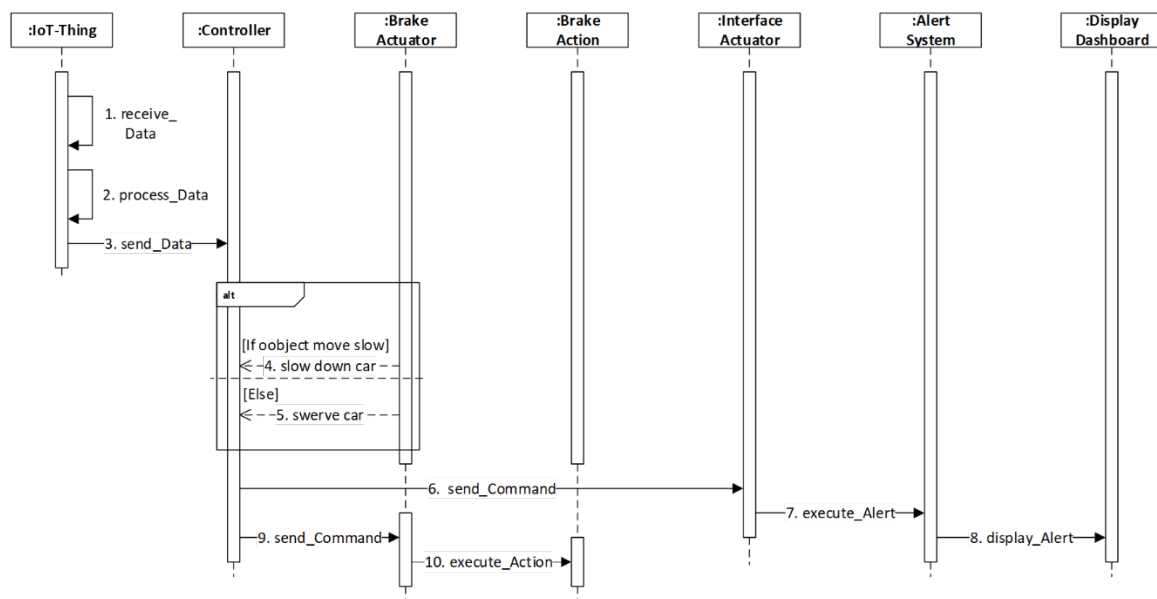 :IoT-Thing
:Controller
:Brake
Actuator
:Brake
Action
:Interface
Actuator
:Alert
System
:Display
Dashboard
1. receive_
Data
2. process_Data
3. send_Data
alt
[If oobject move slow]
4. slow down car
[Else]
5. swerve car
6. send_Command
7. execute_Alert
9. send_Command
8. display_Alert
10. execute_Action